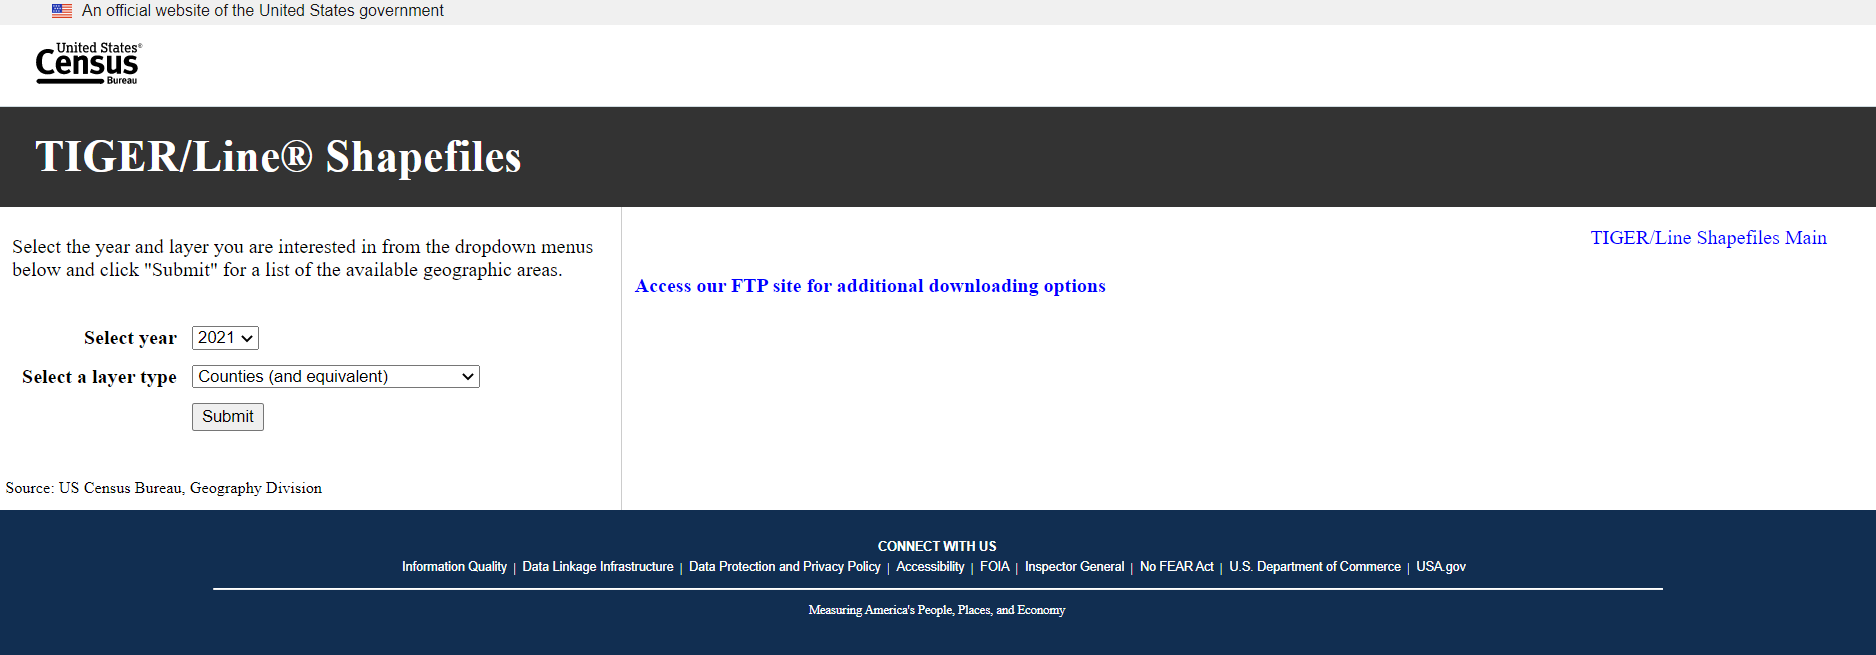 An official website of the United States government
United States®
Census
Bureau
TIGER/Line® Shapefiles
Select the year and layer you are interested in from the dropdown menus
below and click "Submit" for a list of the available geographic areas.
Select year 2021
Select a layer type Counties (and equivalent)
Submit
Source: US Census Bureau, Geography Division
TIGER/Line Shapefiles Main
Access our FTP site for additional downloading options
CONNECT WITH US
Information Quality | Data Linkage Infrastructure | Data Protection and Privacy Policy | Accessibility | FOIA | Inspector General | No FEAR Act | U.S. Department of Commerce | USA.gov
Measuring America's People, Places, and Economy